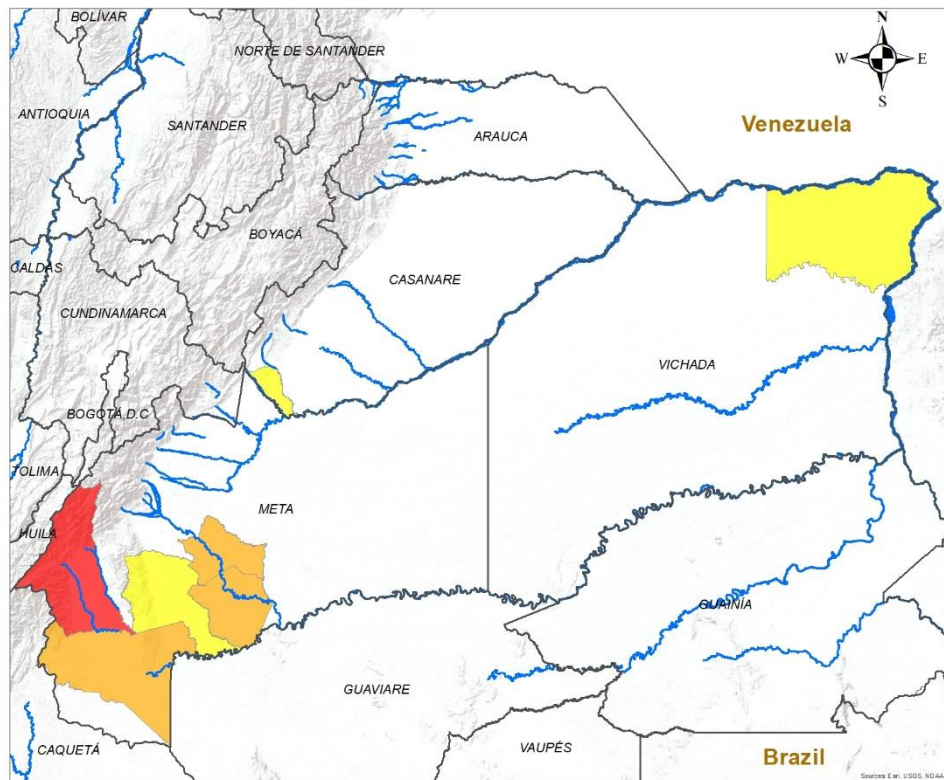 BOLÍVAR
NORTE DE SANTANDER
N
W E
S
ANTIOQUIA
SANTANDER
ARAUCA
Venezuela
BOYACÁ
CALDAS
CASANARE
CUNDINAMARCA
VICHADA
BOGOTÁ,D.C
TOLIMA
META
HUILA
GUAINÍA
GUAVIARE
CAQUETÁ
VAUPÉS
Brazil
Sources: Esri, USGS, NOAA